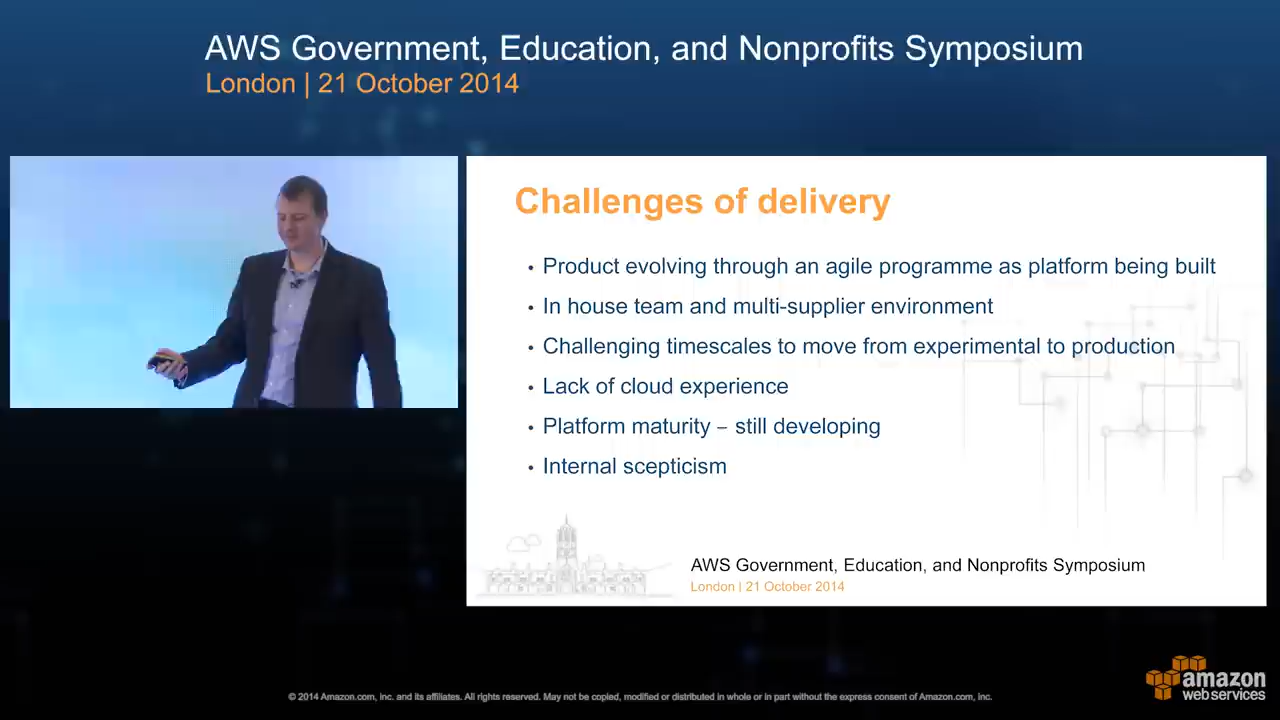 AWS Government, Education, and Nonprofits Symposium
London | 21 October 2014
Challenges of delivery
• Product evolving through an agile programme as platform being built
• In house team and multi-supplier environment
• Challenging timescales to move from experimental to production
• Lack of cloud experience
• Platform maturity – still developing
• Internal scepticism
AWS Government, Education, and Nonprofits Symposium
London | 21 October 2014
© 2014 Amazon.com, Inc. and its affiliates. All rights reserved. May not be copied, modified or distributed in whole or in part without the express consent of Amazon.com, Inc.
amazon
web services